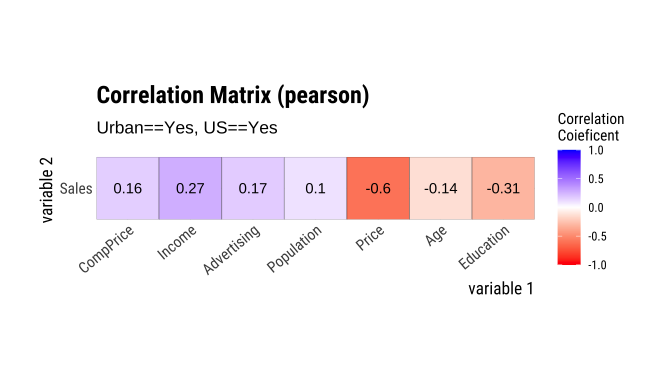 Correlation Matrix (pearson)
Urban==Yes, US==Yes
variable 2
Sales
0.16 0.27 0.17 0.1 -0.6 -0.14 -0.31
CompPrice Income Advertising Population Price Age Education
variable 1
Correlation
Coieficent
1.0
0.5
0.0
-0.5
-1.0